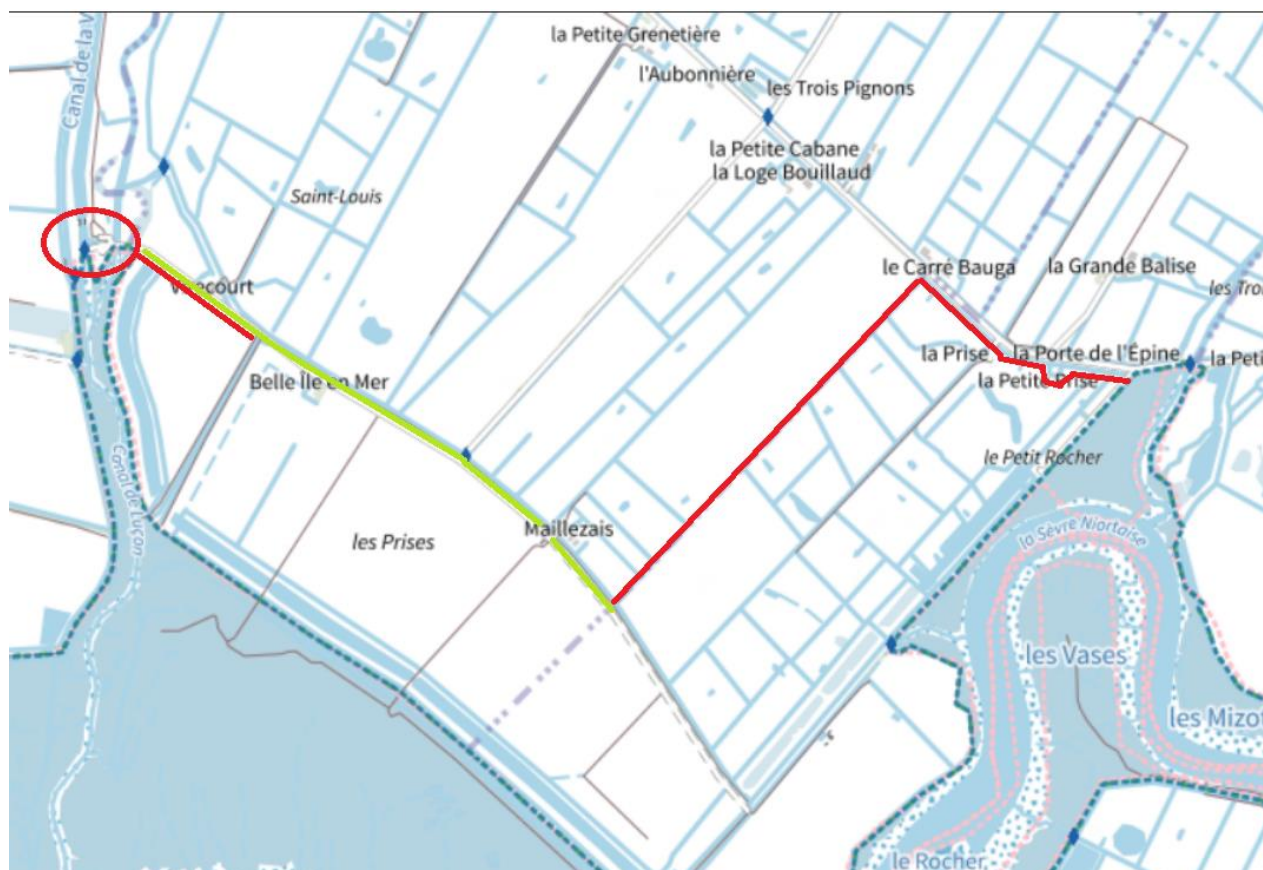 la Petite Grenetière
Canal de la V
l'Aubonnière
les Trois Pignons
la Petite Cabane
la Loge Bouillaud
Saint-Louis
le Carré Bauga
la Grande Balise
les Tro
la Prise
la Porte de l'Épine
la Peti
la Petite Prise
Belle Île en Mer
le Petit Rocher
Canal de Luçon
la Sèvre Niortaise
Maillezais
les Prises
les Vases
les Mizot
le Rocher